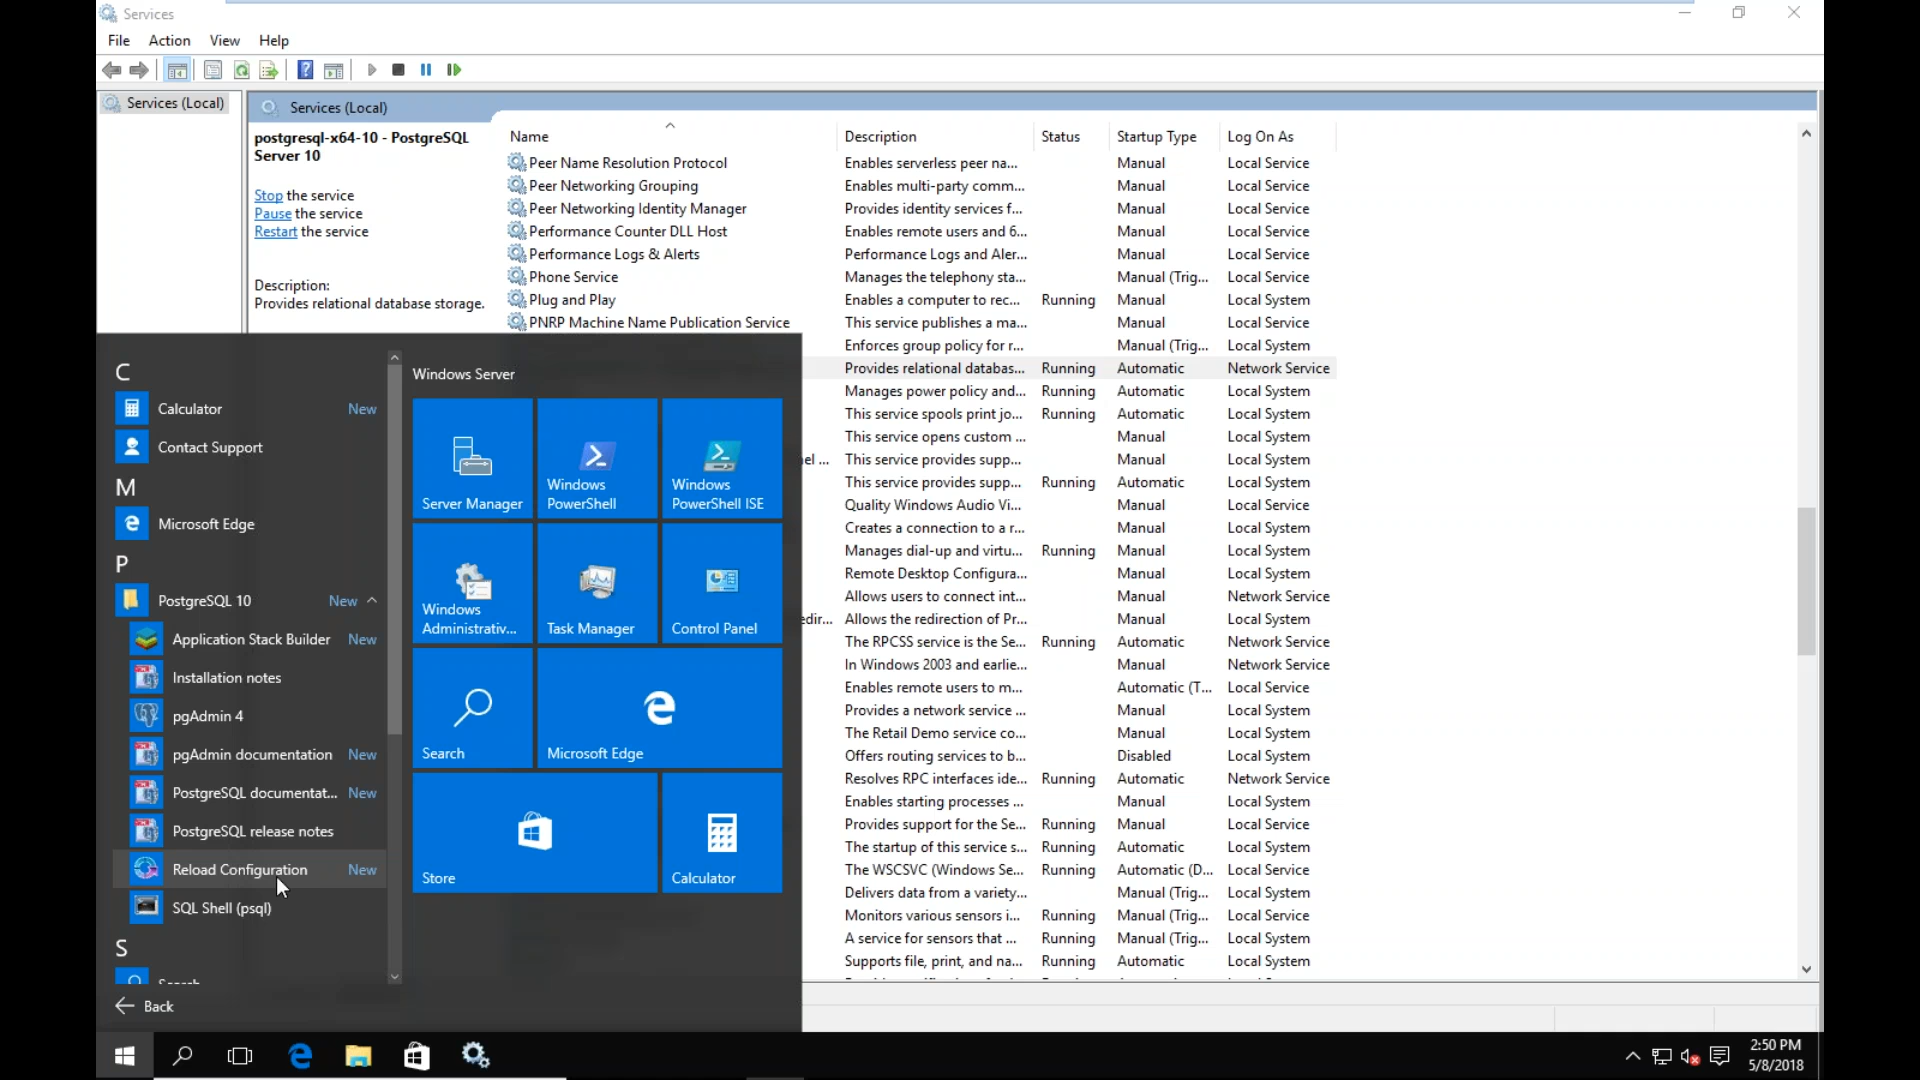 Services
File Action View Help
Services (Local)
Services (Local)
postgresql-x64-10 - PostgreSQL
Server 10
Stop the service
Pause the service
Restart the service
Description:
Provides relational database storage.
Name Description Status Startup Type Log On As
Peer Name Resolution Protocol Enables serverless peer na... Manual Local Service
Peer Networking Grouping Enables multi-party comm... Manual Local Service
Peer Networking Identity Manager Provides identity services f... Manual Local Service
Performance Counter DLL Host Enables remote users and 6... Manual Local Service
Performance Logs & Alerts Performance Logs and Aler... Manual Local Service
Phone Service Manages the telephony sta... Manual (Trig... Local Service
Plug and Play Enables a computer to rec... Running Manual Local System
PNRP Machine Name Publication Service This service publishes a ma... Manual Local Service
Enforces group policy for r... Manual (Trig... Local System
Provides relational databas... Running Automatic Network Service
Manages power policy and... Running Automatic Local System
This service spools print jo... Running Automatic Local System
This service opens custom ... Manual Local System
el ... This service provides supp... Manual Local System
This service provides supp... Running Automatic Local System
Quality Windows Audio Vi... Manual Local Service
Creates a connection to a r... Manual Local System
Manages dial-up and virtu... Running Manual Local System
Remote Desktop Configura... Manual Local System
Allows users to connect int... Manual Network Service
edir... Allows the redirection of Pr... Manual Local System
The RPCSS service is the Se... Running Automatic Network Service
In Windows 2003 and earlie... Manual Network Service
Enables remote users to m... Automatic (T... Local Service
Provides a network service ... Manual Local System
The Retail Demo service co... Manual Local System
Offers routing services to b... Disabled Local System
Resolves RPC interfaces ide... Running Automatic Network Service
Enables starting processes ... Manual Local System
Provides support for the Se... Running Manual Local Service
The startup of this service s... Running Automatic Local System
The WSCSVC (Windows Se... Running Automatic (D... Local Service
Delivers data from a variety... Manual (Trig... Local System
Monitors various sensors i... Running Manual (Trig... Local Service
A service for sensors that ... Running Manual (Trig... Local System
Supports file, print, and na... Running Automatic Local System
C
Calculator New
Contact Support
M
Microsoft Edge
P
PostgreSQL 10 New
Application Stack Builder New
Installation notes
pgAdmin 4
pgAdmin documentation New
PostgreSQL documentat... New
PostgreSQL release notes
Reload Configuration New
SQL Shell (psql)
S
Back
Windows Server
Server Manager
Windows
PowerShell
Windows
PowerShell ISE
Windows
Administrativ...
Task Manager
Control Panel
Search
Microsoft Edge
Store
Calculator
2:50 PM
5/8/2018